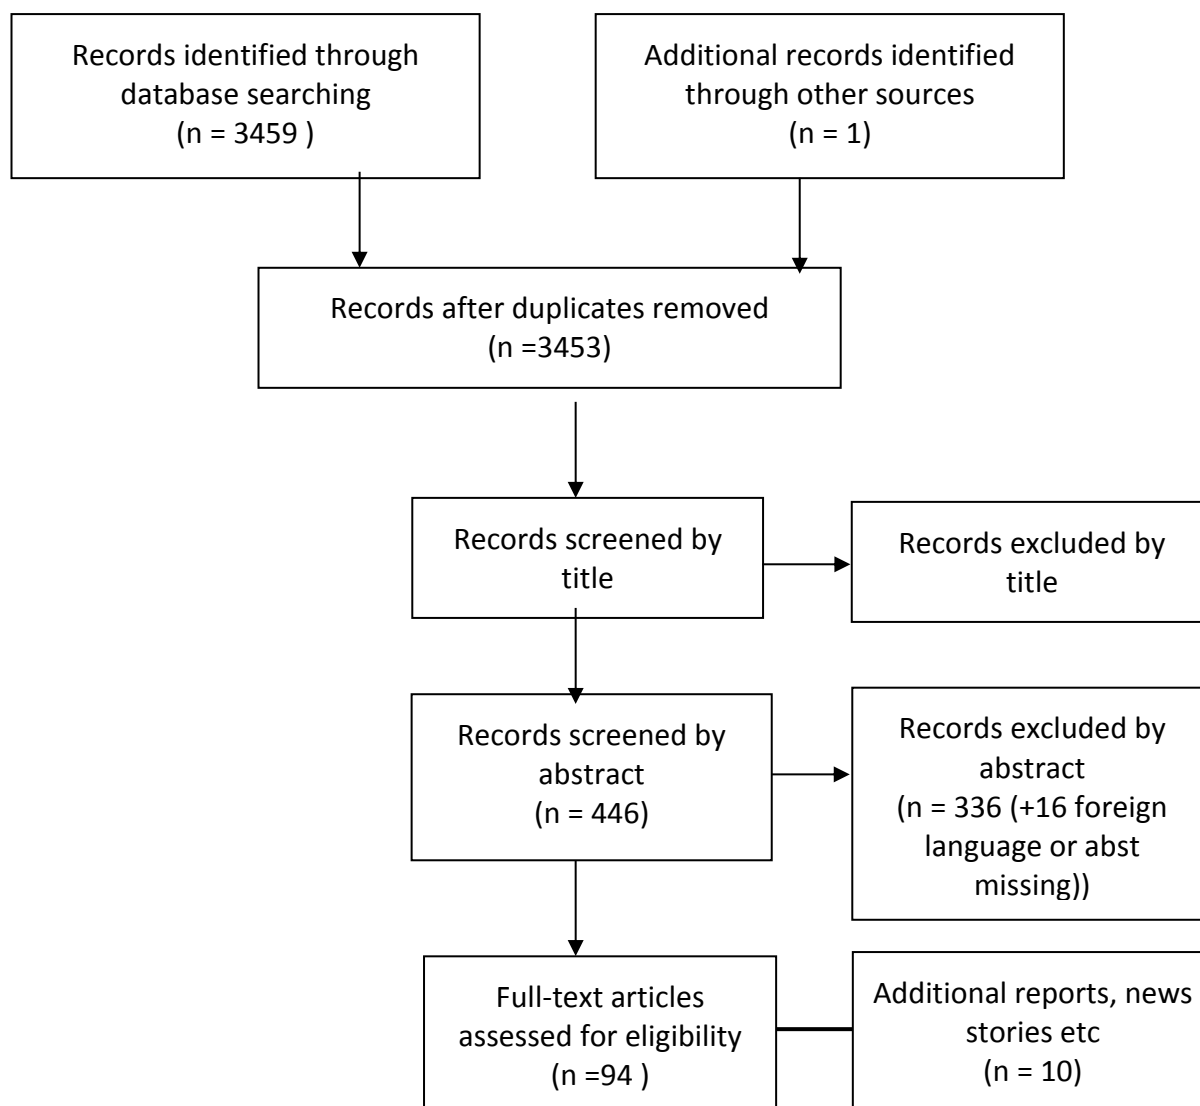 Records identified through
database searching
(n = 3459 )
Additional records identified
through other sources
(n = 1)
Records after duplicates removed
(n =3453)
Records screened by
title
Records excluded by
title
Records screened by
abstract
(n = 446)
Records excluded by
abstract
(n = 336 (+16 foreign
language or abst
missing))
Full-text articles
assessed for eligibility
(n =94 )
Additional reports, news
stories etc
(n = 10)